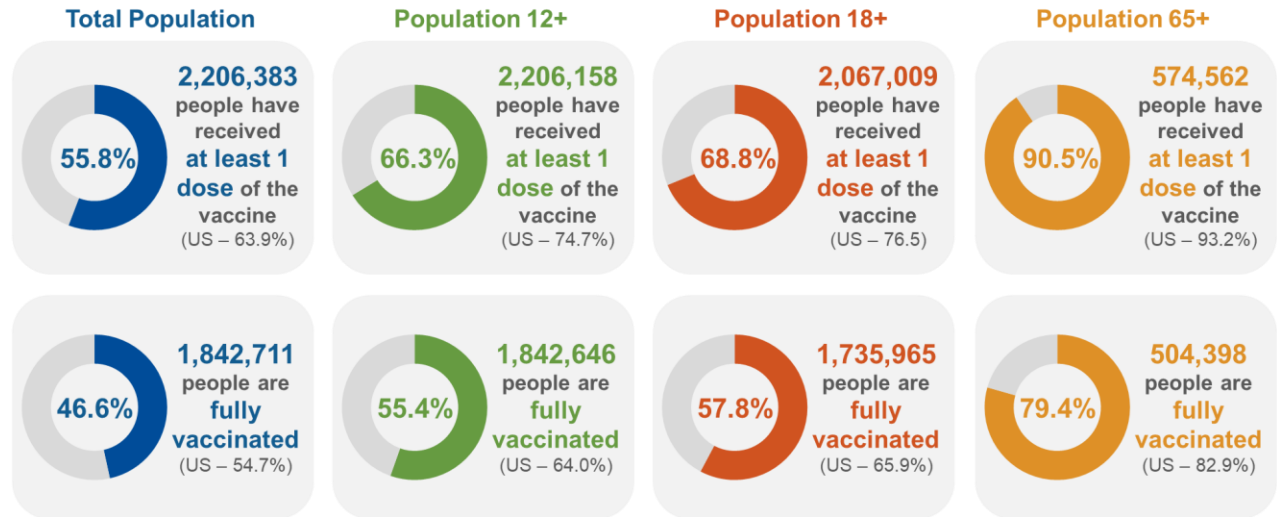 Total Population
Population 12+
Population 18+
Population 65+
55.8%
2,206,383
people have
received
at least 1
dose of the
vaccine
(US – 63.9%)
66.3%
2,206,158
people have
received
at least 1
dose of the
vaccine
(US – 74.7%)
68.8%
2,067,009
people have
received
at least 1
dose of the
vaccine
(US – 76.5)
90.5%
574,562
people have
received
at least 1
dose of the
vaccine
(US – 93.2%)
46.6%
1,842,711
people are
fully
vaccinated
(US – 54.7%)
55.4%
1,842,646
people are
fully
vaccinated
(US – 64.0%)
57.8%
1,735,965
people are
fully
vaccinated
(US – 65.9%)
79.4%
504,398
people are
fully
vaccinated
(US – 82.9%)